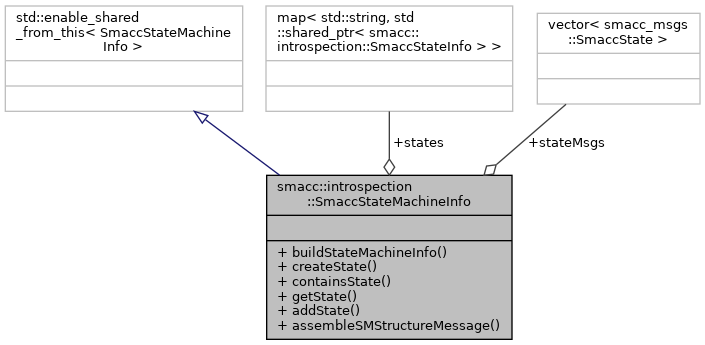 std::enable_shared
_from_this< SmaccStateMachine
Info >
map< std::string, std
::shared_ptr< smacc::
introspection::SmaccStateInfo > >
vector< smacc_msgs
::SmaccState >
+states
+stateMsgs
smacc::introspection
::SmaccStateMachineInfo
+ buildStateMachineInfo()
+ createState()
+ containsState()
+ getState()
+ addState()
+ assembleSMStructureMessage()